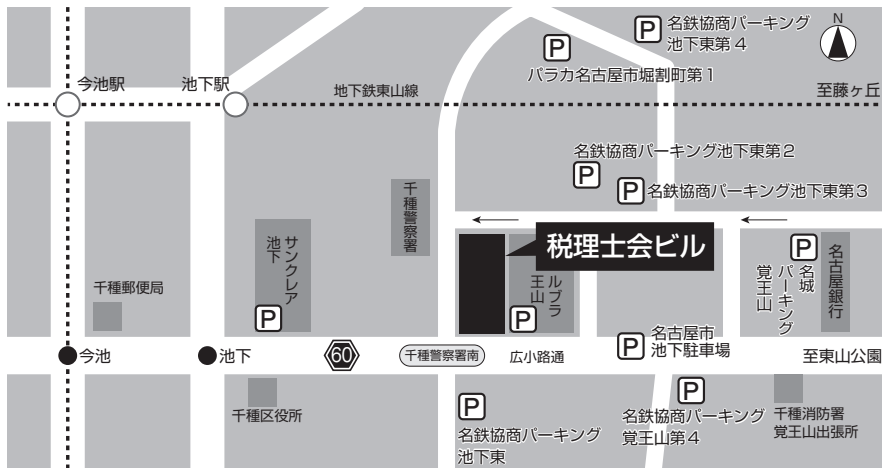 名鉄協商パーキング
池下東第4
N
P
P
パラカ名古屋市堀割町第1
今池駅
池下駅
地下鉄東山線
至藤ヶ丘
名鉄協商パーキング池下東第2
P
P
名鉄協商パーキング池下東第3
千種警察署
サンクレア
池下
P
税理士会ビル
ルブラ
王山
P
P
名城
パーキング
覚王山
名古屋銀行
千種郵便局
今池
池下
60
千種警察署南
広小路通
P
名古屋市
池下駐車場
至東山公園
千種区役所
P
名鉄協商パーキング
池下東
P
名鉄協商パーキング
覚王山第4
千種消防署
覚王山出張所